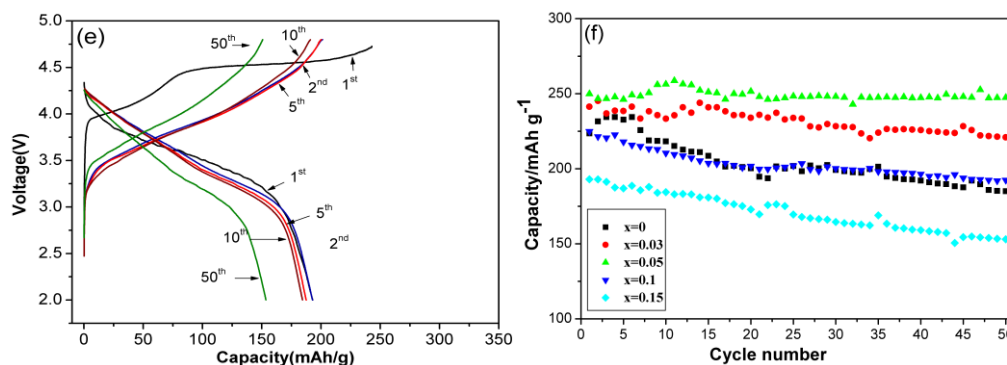 (e)
5.0
4.5
4.0
3.5
3.0
2.5
2.0
Voltage(V)
50th
10th
1st
2nd
5th
1st
5th
2nd
10th
50th
0 50 100 150 200 250 300 350
Capacity(mAh/g)
(f)
300
250
200
150
100
Capacity/mAh g-1
x=0
x=0.03
x=0.05
x=0.1
x=0.15
0 5 10 15 20 25 30 35 40 45 50
Cycle number